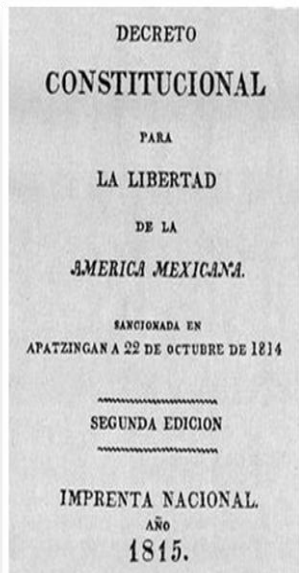 DECRETO
CONSTITUCIONAL
PARA
LA LIBERTAD
DE LA
AMERICA MEXICANA.
SANCIONADA EN
APATZINGAN A 22 DE OCTUBRE DE 1814
SEGUNDA EDICION
IMPRENTA NACIONAL.
AÑO
1815.